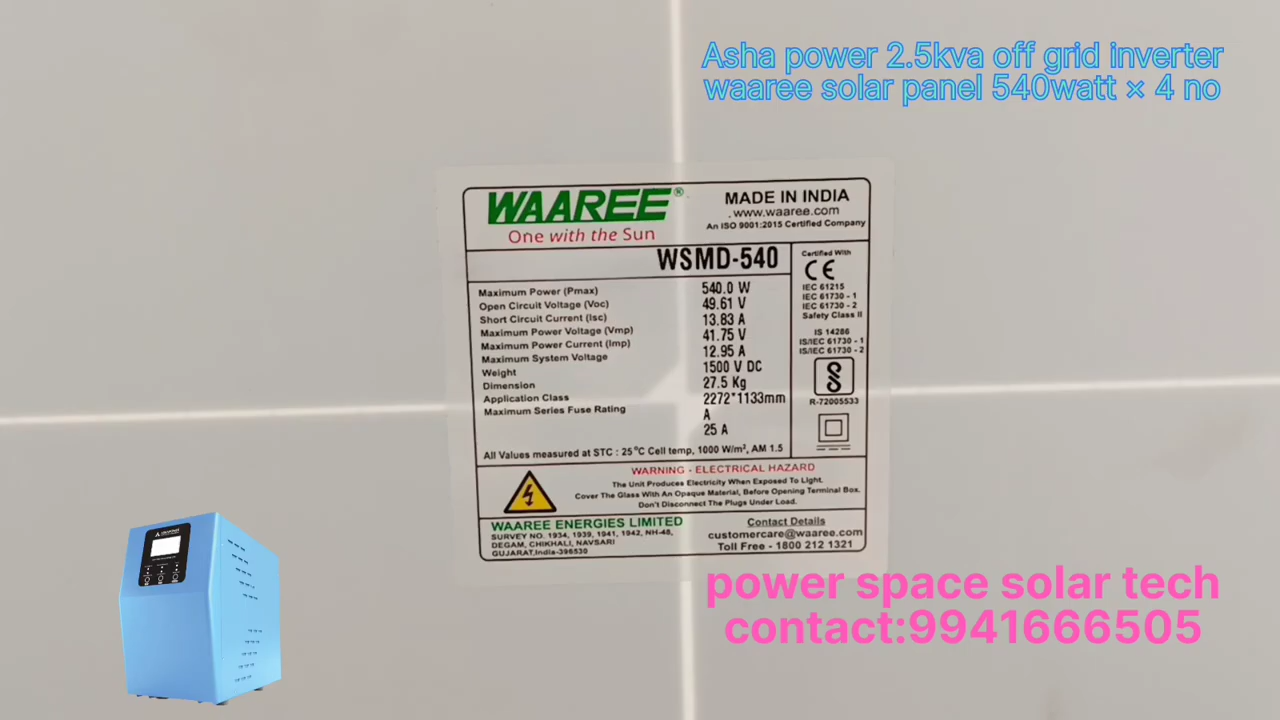 Asha power 2.5kva off grid inverter
waaree solar panel 540watt × 4 no
WAAREE®
One with the Sun
MADE IN INDIA
www.waaree.com
An ISO 9001:2015 Certified Company
WSMD-540
Maximum Power (Pmax) 540.0 W
Open Circuit Voltage (Voc) 49.61 V
Short Circuit Current (Isc) 13.83 A
Maximum Power Voltage (Vmp) 41.75 V
Maximum Power Current (Imp) 12.95 A
Maximum System Voltage 1500 V DC
Weight 27.5 Kg
Dimension 2272*1133mm
Application Class A
Maximum Series Fuse Rating 25 A
All Values measured at STC : 25°C Cell temp, 1000 W/m², AM 1.5
Certified With
CE
IEC 61215
IEC 61730 - 1
IEC 61730 - 2
Safety Class II
IS 14286
IS/IEC 61730 - 1
IS/IEC 61730 - 2
R-72005533
WARNING - ELECTRICAL HAZARD
The Unit Produces Electricity When Exposed To Light.
Cover The Glass With An Opaque Material, Before Opening Terminal Box.
Don't Disconnect The Plugs Under Load.
WAAREE ENERGIES LIMITED
SURVEY NO. 1934, 1939, 1941, 1942, NH-48,
DEGAM, CHIKHALI, NAVSARI
GUJARAT,India-396530
Contact Details
customercare@waaree.com
Toll Free - 1800 212 1321
power space solar tech
contact:9941666505